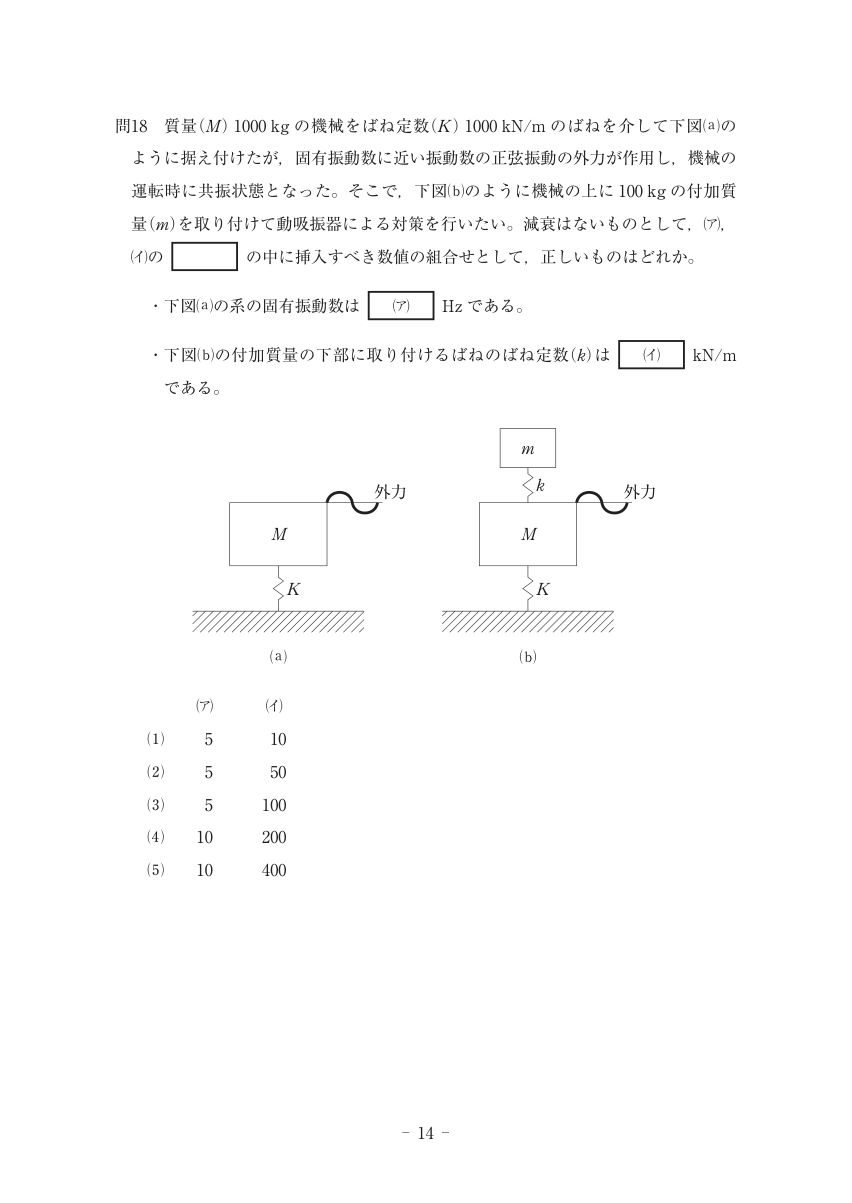 問18 質量(M) 1000 kg の機械をばね定数(K) 1000 kN/m のばねを介して下図(a)の
ように据え付けたが，固有振動数に近い振動数の正弦振動の外力が作用し，機械の
運転時に共振状態となった。そこで，下図(b)のように機械の上に 100 kg の付加質
量(m)を取り付けて動吸振器による対策を行いたい。減衰はないものとして，(ア)，
(イ)の の中に挿入すべき数値の組合せとして，正しいものはどれか。
・下図(a)の系の固有振動数は (ア) Hz である。
・下図(b)の付加質量の下部に取り付けるばねのばね定数(k)は (イ) kN/m
である。
m
k
外力 外力
M M
K K
(a) (b)
(ア) (イ)
(1) 5 10
(2) 5 50
(3) 5 100
(4) 10 200
(5) 10 400
－ 14 －